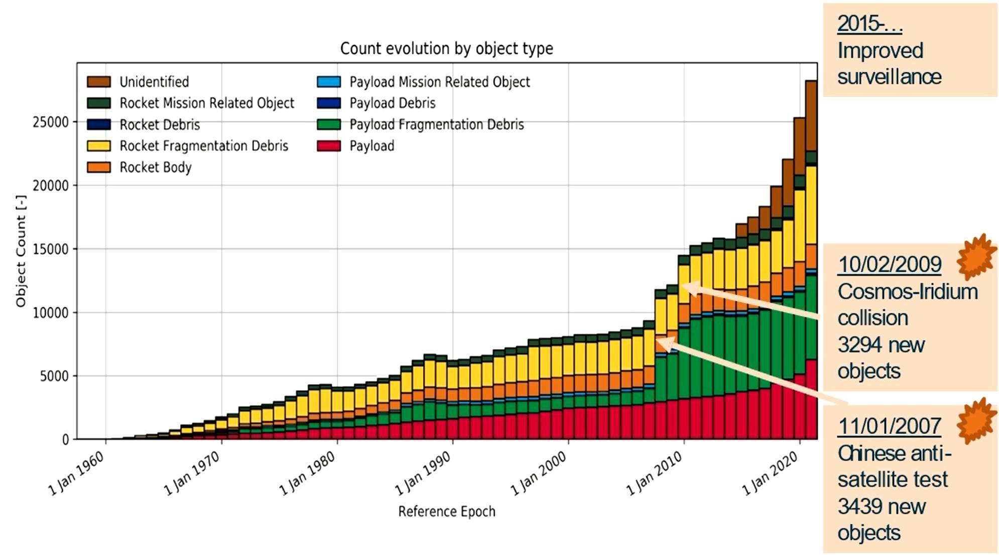 Count evolution by object type
Unidentified
Rocket Mission Related Object
Rocket Debris
Rocket Fragmentation Debris
Rocket Body
Payload Mission Related Object
Payload Debris
Payload Fragmentation Debris
Payload
Object Count [-]
25000
20000
15000
10000
5000
0
1 Jan 1960
1 Jan 1970
1 Jan 1980
1 Jan 1990
1 Jan 2000
1 Jan 2010
1 Jan 2020
Reference Epoch
2015-...
Improved
surveillance
10/02/2009
Cosmos-Iridium
collision
3294 new
objects
11/01/2007
Chinese anti-
satellite test
3439 new
objects